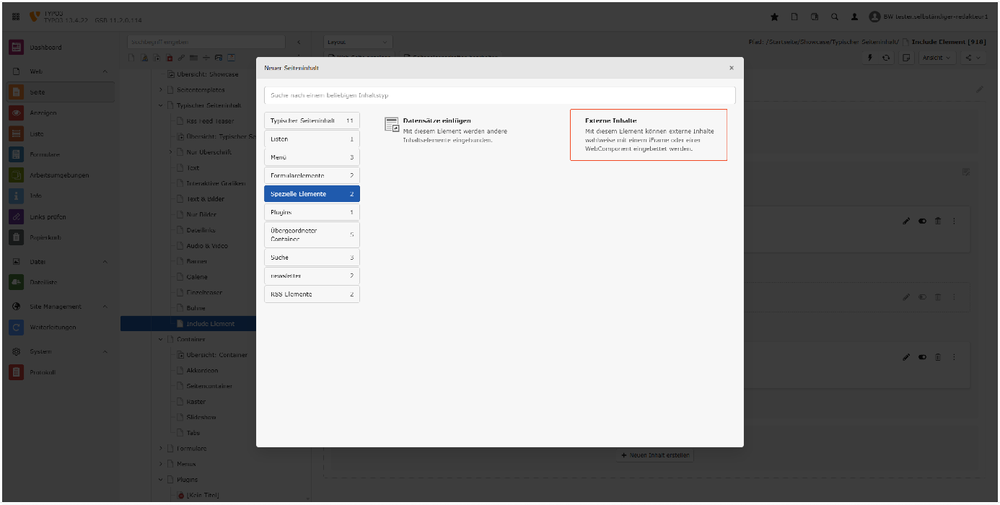 TYPO3
TYPO3 13.4.22 - GSB 11.2.0.114
BW tester.selbständiger-redakteur1
Dashboard
Web
Seite
Anzeigen
Liste
Formulare
Arbeitsumgebungen
Info
Links prüfen
Papierkorb
Datei
Dateiliste
Site Management
Weiterleitungen
System
Protokoll
Suchbegriff eingeben
Übersicht: Showcase
Seitentemplates
Typischer Seiteninhalt
Rss Feed Teaser
Übersicht: Typischer Se
Nur Überschrift
Text
Interaktive Grafiken
Text & Bilder
Nur Bilder
Dateilinks
Audio & Video
Banner
Galerie
Einzelteaser
Bühne
Include Element
Container
Übersicht: Container
Akkordeon
Seitencontainer
Raster
Slideshow
Tabs
Formulare
Menüs
Plugins
[Kein Titel]
Layout
Pfad: /Startseite/Showcase/Typischer Seiteninhalt/ Include Element [918]
Ansicht
Neuer Seiteninhalt
Suche nach einem beliebigen Inhaltstyp
Typischer Seiteninhalt 11
Listen 1
Menü 3
Formularelemente 2
Spezielle Elemente 2
Plugins 1
Übergeordneter
Container 5
Suche 3
newsletter 2
RSS Elemente 2
Datensätze einfügen
Mit diesem Element werden andere
Inhaltselemente eingebunden.
Externe Inhalte
Mit diesem Element können externe Inhalte
wahlweise mit einem iFrame oder einer
WebComponent eingebettet werden.
+ Neuen Inhalt erstellen